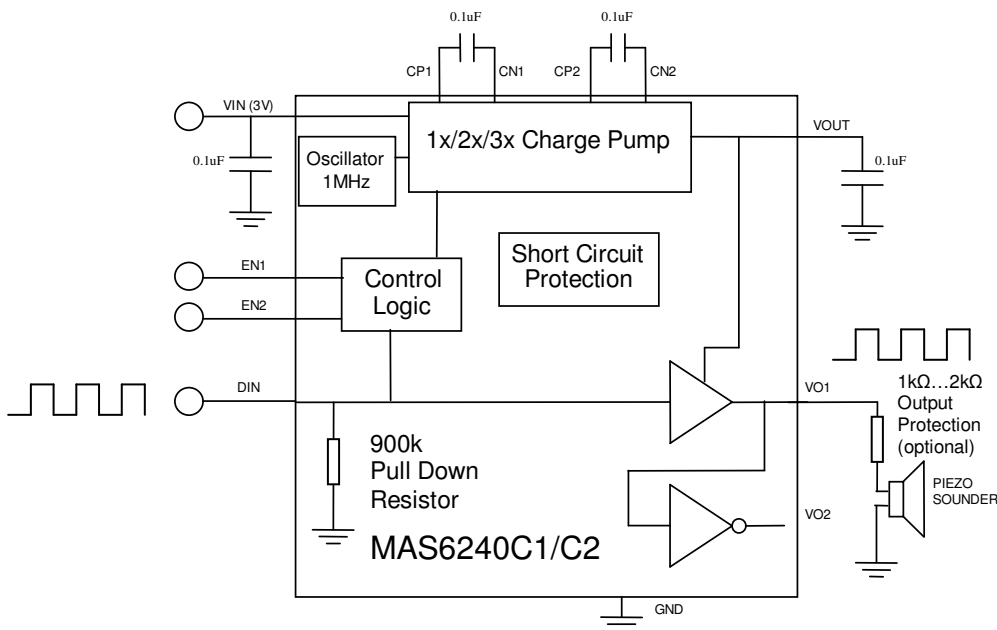 0.1uF
0.1uF
CP1
CN1
CP2
CN2
VIN (3V)
1x/2x/3x Charge Pump
VOUT
0.1uF
Oscillator
1MHz
0.1uF
Short Circuit
Protection
EN1
Control
Logic
EN2
DIN
VO1
1kΩ...2kΩ
Output
Protection
(optional)
900k
Pull Down
Resistor
PIEZO
SOUNDER
VO2
MAS6240C1/C2
GND